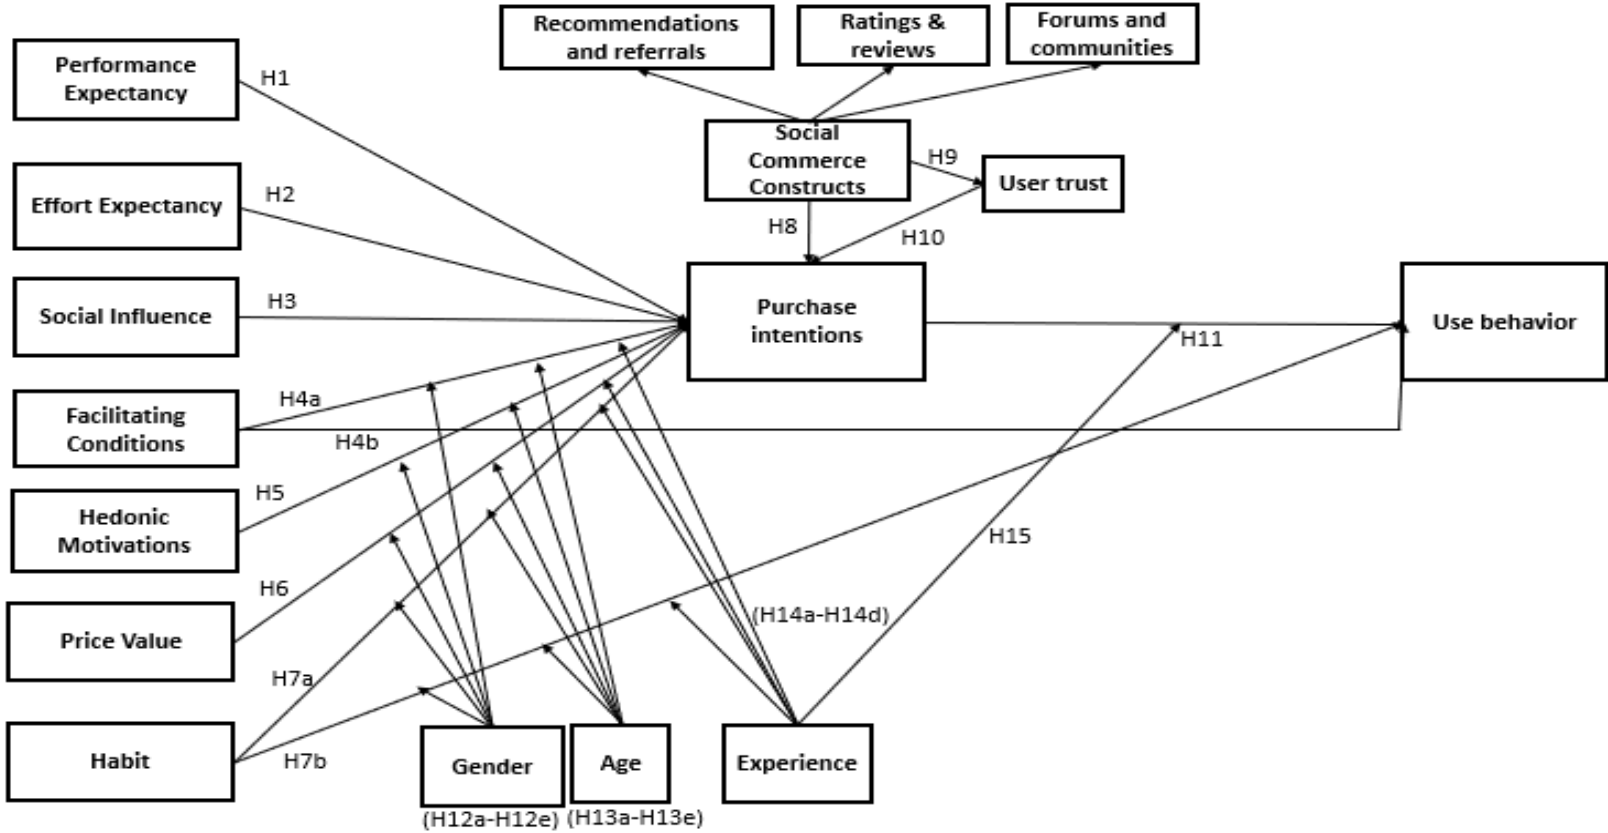 Recommendations
and referrals
Ratings &
reviews
Forums and
communities
Performance
Expectancy
H1
Social
Commerce
Constructs
H9
User trust
Effort Expectancy
H2
H8
H10
Social Influence
H3
Purchase
intentions
H11
Use behavior
Facilitating
Conditions
H4a
H4b
Hedonic
Motivations
H5
H15
Price Value
H6
(H14a-H14d)
Habit
H7a
H7b
Gender
Age
Experience
(H12a-H12e)
(H13a-H13e)